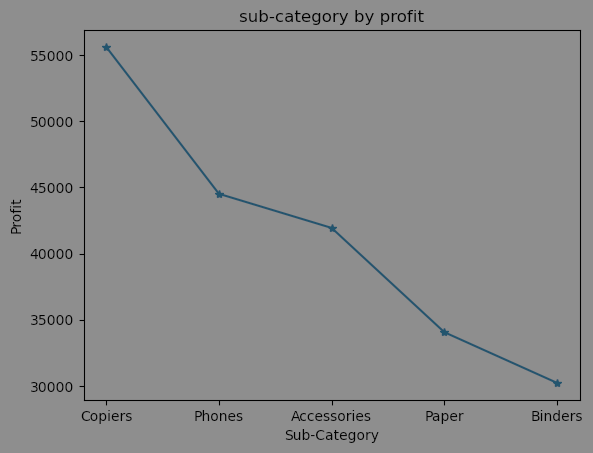 sub-category by profit
55000
50000
45000
40000
35000
30000
Profit
Copiers Phones Accessories Paper Binders
Sub-Category